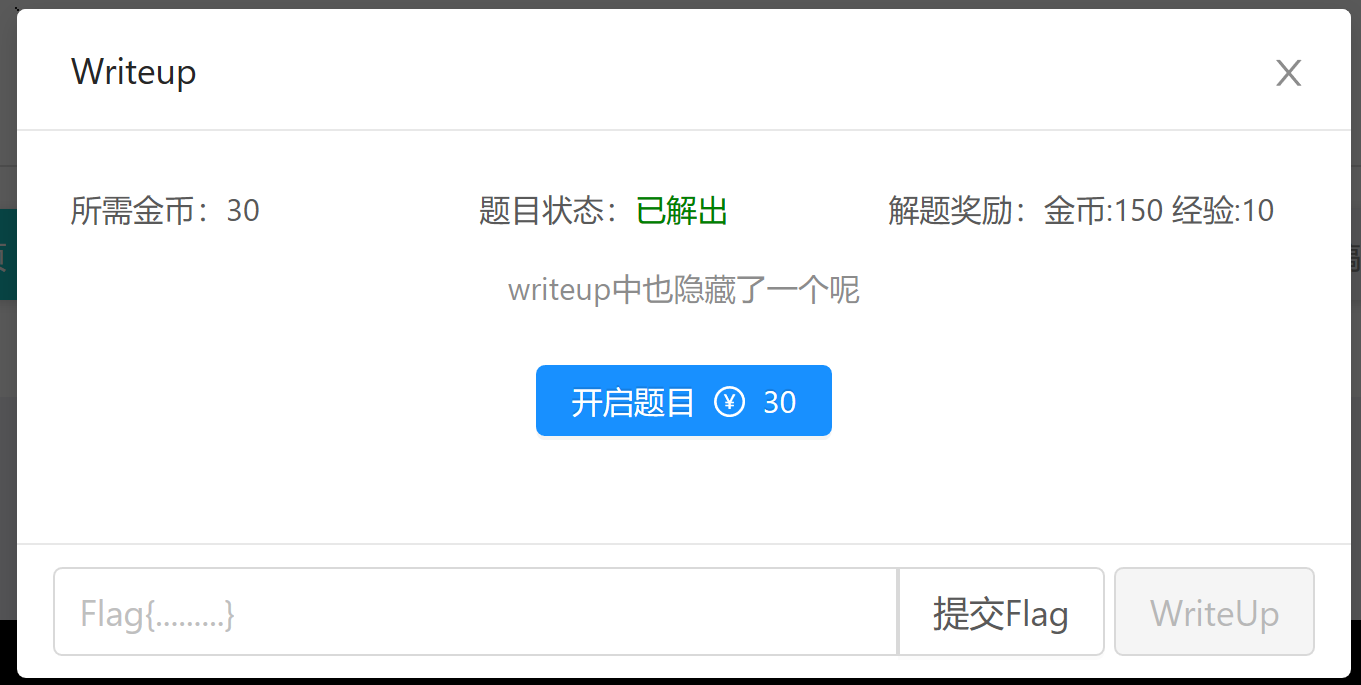 Writeup
所需金币：30 题目状态：已解出 解题奖励：金币:150 经验:10
writeup中也隐藏了一个呢
开启题目 ¥ 30
Flag{.........} 提交Flag WriteUp